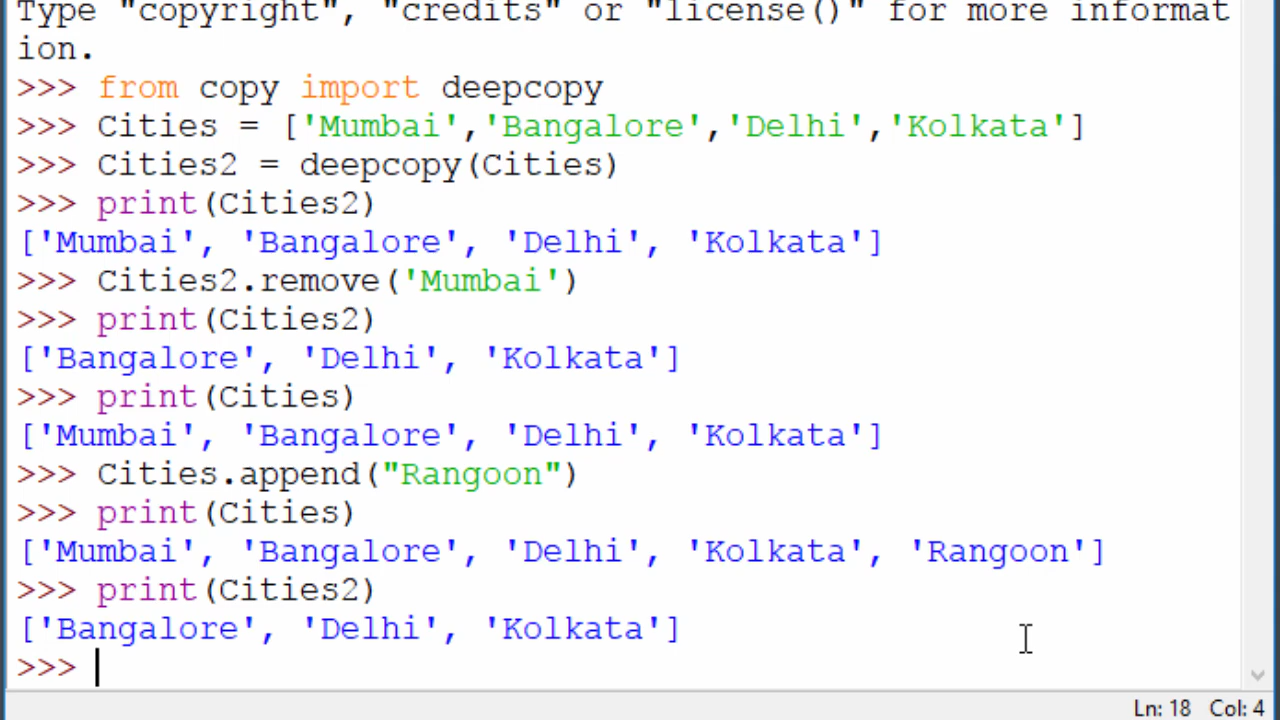 Type "copyright", "credits" or "license()" for more informat
ion.
>>> from copy import deepcopy
>>> Cities = ['Mumbai','Bangalore','Delhi','Kolkata']
>>> Cities2 = deepcopy(Cities)
>>> print(Cities2)
['Mumbai', 'Bangalore', 'Delhi', 'Kolkata']
>>> Cities2.remove('Mumbai')
>>> print(Cities2)
['Bangalore', 'Delhi', 'Kolkata']
>>> print(Cities)
['Mumbai', 'Bangalore', 'Delhi', 'Kolkata']
>>> Cities.append("Rangoon")
>>> print(Cities)
['Mumbai', 'Bangalore', 'Delhi', 'Kolkata', 'Rangoon']
>>> print(Cities2)
['Bangalore', 'Delhi', 'Kolkata']
>>>
Ln: 18 Col: 4